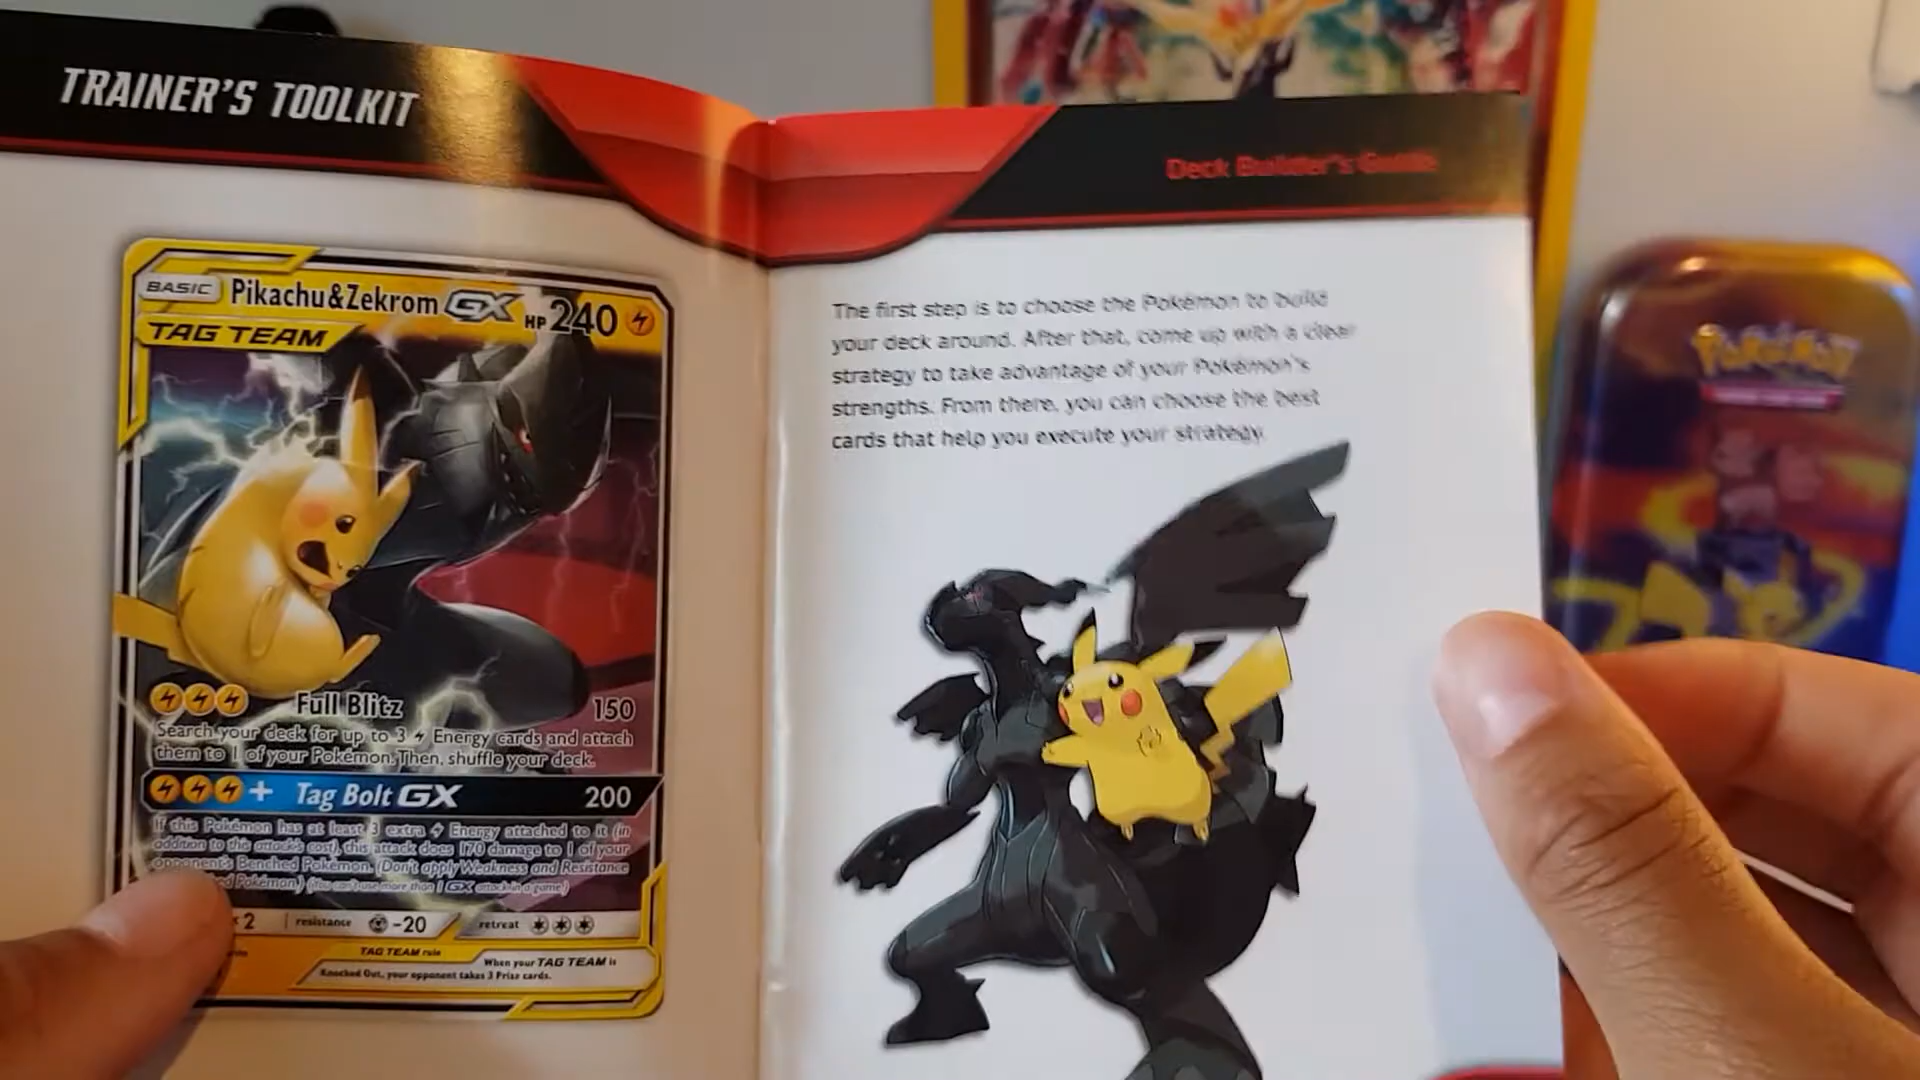 TRAINER'S TOOLKIT
BASIC Pikachu&Zekrom GX HP 240
TAG TEAM
Full Blitz 150
Search your deck for up to 3 Energy cards and attach
them to 1 of your Pokémon. Then, shuffle your deck.
+ Tag Bolt GX 200
If this Pokémon has at least 3 extra Energy attached to it (in
addition to this attack's cost), this attack does 170 damage to 1 of your
opponent's Benched Pokémon. (Don't apply Weakness and Resistance
Pokémon.) (You can't use more than 1 GX attack in a game.)
×2 resistance -20 retreat
TAG TEAM rule
When your TAG TEAM is
Knocked Out, your opponent takes 3 Prize cards.
Deck Builder's Guide
The first step is to choose the Pokémon to build
your deck around. After that, come up with a clear
strategy to take advantage of your Pokémon's
strengths. From there, you can choose the best
cards that help you execute your strategy.
Pokémon